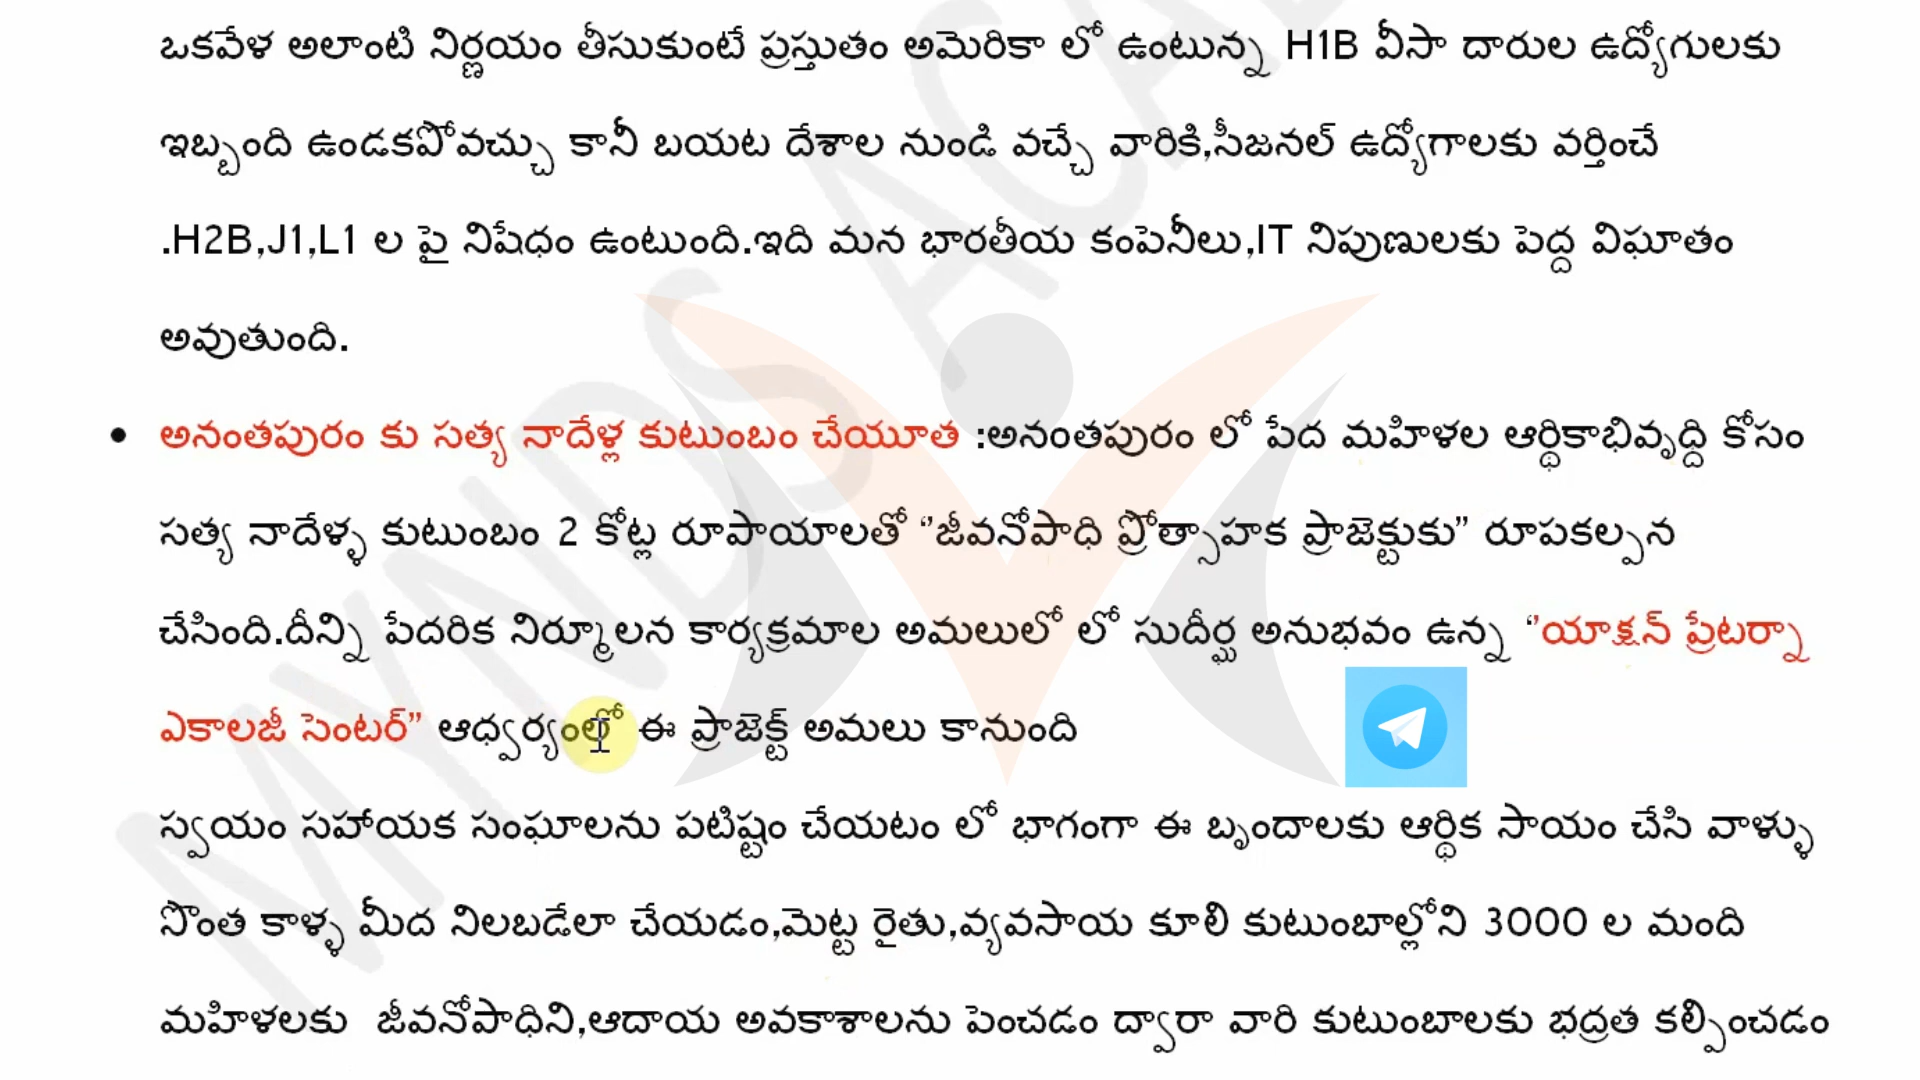 ఒకవేళ అలాంటి నిర్ణయం తీసుకుంటే ప్రస్తుతం అమెరికా లో ఉంటున్న H1B వీసా దారుల ఉద్యోగులకు
ఇబ్బంది ఉండకపోవచ్చు కానీ బయట దేశాల నుండి వచ్చే వారికి,సీజనల్ ఉద్యోగాలకు వర్తించే
.H2B,J1,L1 ల పై నిషేధం ఉంటుంది.ఇది మన భారతీయ కంపెనీలు,IT నిపుణులకు పెద్ద విఘాతం
అవుతుంది.
• అనంతపురం కు సత్య నాదేళ్ల కుటుంబం చేయూత :అనంతపురం లో పేద మహిళల ఆర్థికాభివృద్ది కోసం
సత్య నాదేళ్ళ కుటుంబం 2 కోట్ల రూపాయాలతో “జీవనోపాధి ప్రోత్సాహక ప్రాజెక్టుకు” రూపకల్పన
చేసింది.దీన్ని పేదరిక నిర్మూలన కార్యక్రమాల అమలులో లో సుదీర్ఘ అనుభవం ఉన్న “యాక్షన్ ప్రేటర్నా
ఎకాలజీ సెంటర్” ఆధ్వర్యంలో ఈ ప్రాజెక్ట్ అమలు కానుంది
స్వయం సహాయక సంఘాలను పటిష్టం చేయటం లో భాగంగా ఈ బృందాలకు ఆర్థిక సాయం చేసి వాళ్ళు
సొంత కాళ్ళ మీద నిలబడేలా చేయడం,మెట్ట రైతు,వ్యవసాయ కూలీ కుటుంబాల్లోని 3000 ల మంది
మహిళలకు జీవనోపాధిని,ఆదాయ అవకాశాలను పెంచడం ద్వారా వారి కుటుంబాలకు భద్రత కల్పించడం